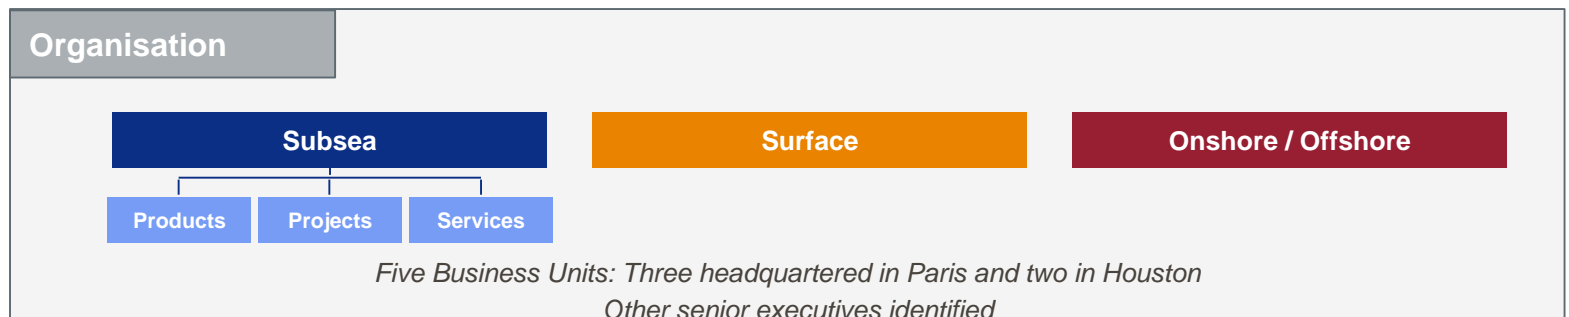 Organisation
Subsea
Surface
Onshore / Offshore
Products
Projects
Services
Five Business Units: Three headquartered in Paris and two in Houston
Other senior executives identified